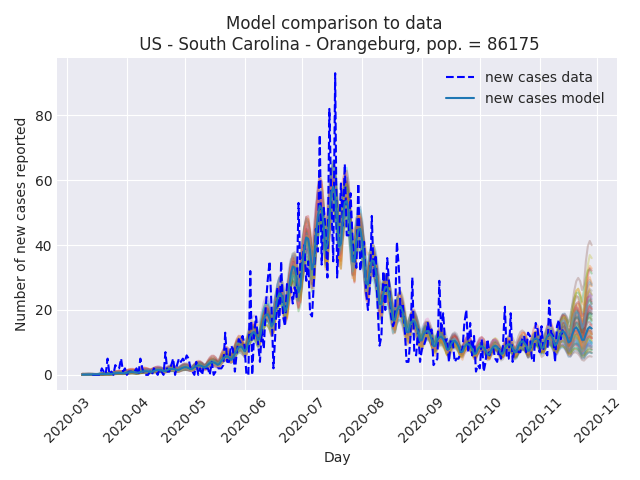 Model comparison to data
US - South Carolina - Orangeburg, pop. = 86175
new cases data
new cases model
Number of new cases reported
80
60
40
20
0
2020-03
2020-04
2020-05
2020-06
2020-07
2020-08
2020-09
2020-10
2020-11
2020-12
Day